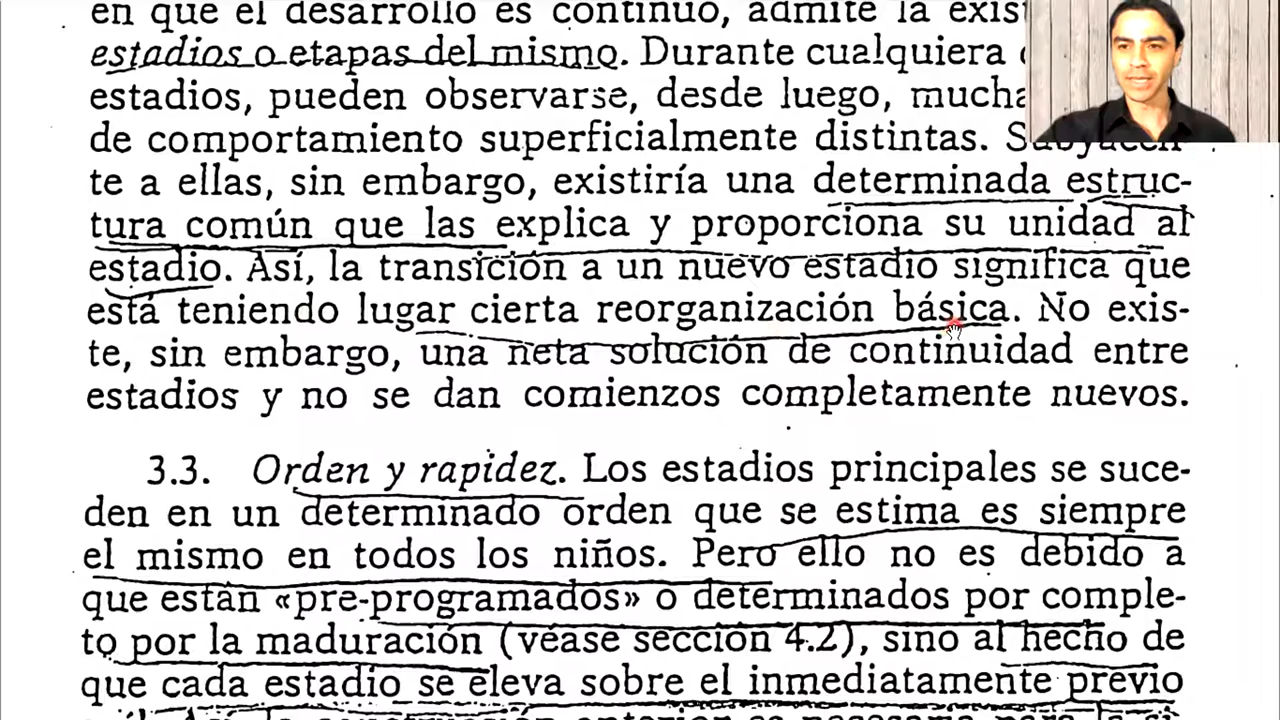 en que el desarrollo es continuo, admite la exis
estadios o etapas del mismo. Durante cualquiera
estadios, pueden observarse, desde luego, mucha
de comportamiento superficialmente distintas. Subyacen-
te a ellas, sin embargo, existiría una determinada estruc-
tura común que las explica y proporciona su unidad al
estadio. Así, la transición a un nuevo estadio significa que
está teniendo lugar cierta reorganización básica. No exis-
te, sin embargo, una neta solución de continuidad entre
estadios y no se dan comienzos completamente nuevos.
3.3. Orden y rapidez. Los estadios principales se suce-
den en un determinado orden que se estima es siempre
el mismo en todos los niños. Pero ello no es debido a
que están «pre-programados» o determinados por comple-
to por la maduración (véase sección 4.2), sino al hecho de
que cada estadio se eleva sobre el inmediatamente previo